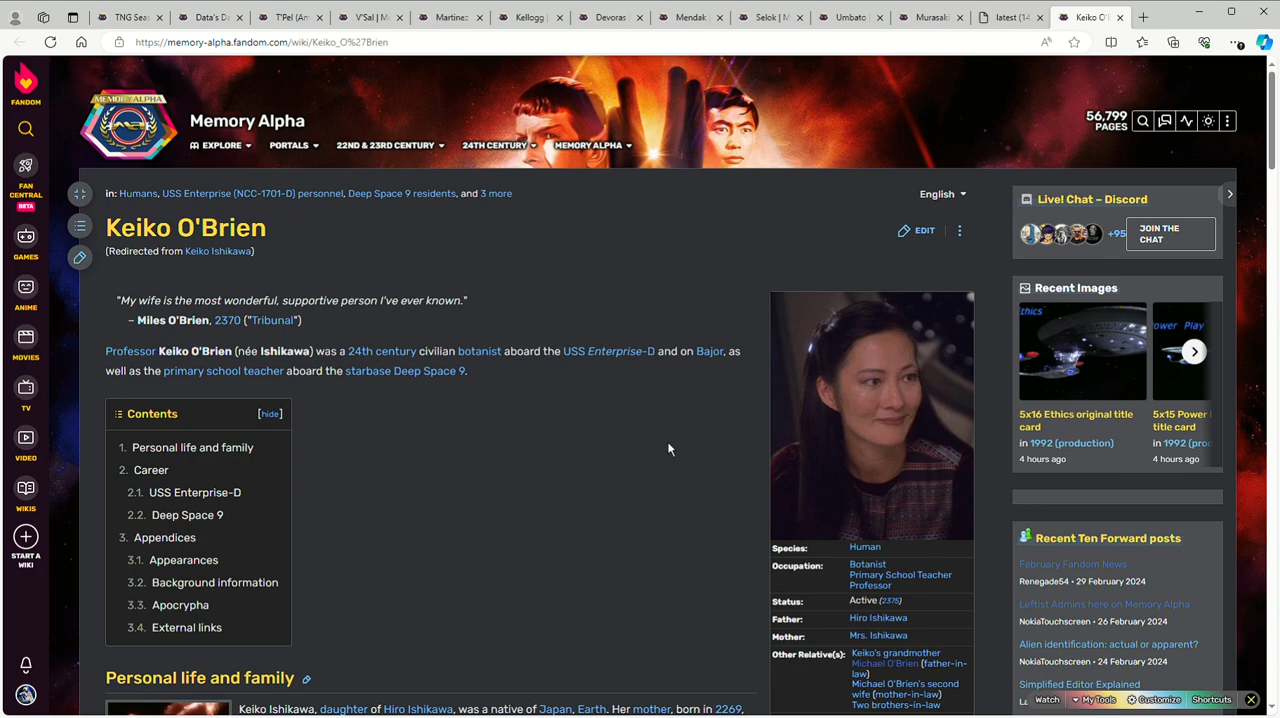 TNG Seas
Data's Da
T'Pel (Am
V'Sal | M
Martinez
Kellogg |
Devoras
Mendak |
Selok | M
Umbato |
Murasaki
latest (14
Keiko O'B
https://memory-alpha.fandom.com/wiki/Keiko_O%27Brien
FANDOM
FAN CENTRAL
BETA
GAMES
ANIME
MOVIES
TV
VIDEO
WIKIS
START A WIKI
MEMORY ALPHA
Memory Alpha
EXPLORE
PORTALS
22ND & 23RD CENTURY
24TH CENTURY
MEMORY ALPHA
56,799
PAGES
in: Humans, USS Enterprise (NCC-1701-D) personnel, Deep Space 9 residents, and 3 more
English
Keiko O'Brien
EDIT
(Redirected from Keiko Ishikawa)
"My wife is the most wonderful, supportive person I've ever known."
– Miles O'Brien, 2370 ("Tribunal")
Professor Keiko O'Brien (née Ishikawa) was a 24th century civilian botanist aboard the USS Enterprise-D and on Bajor, as
well as the primary school teacher aboard the starbase Deep Space 9.
Contents [hide]
1. Personal life and family
2. Career
2.1. USS Enterprise-D
2.2. Deep Space 9
3. Appendices
3.1. Appearances
3.2. Background information
3.3. Apocrypha
3.4. External links
Personal life and family
Keiko Ishikawa, daughter of Hiro Ishikawa, was a native of Japan, Earth. Her mother, born in 2269,
Species: Human
Occupation: Botanist
Primary School Teacher
Professor
Status: Active (2375)
Father: Hiro Ishikawa
Mother: Mrs. Ishikawa
Other Relative(s): Keiko's grandmother
Michael O'Brien (father-in-
law)
Michael O'Brien's second
wife (mother-in-law)
Two brothers-in-law
Live! Chat – Discord
+95
JOIN THE
CHAT
Recent Images
thics
ower Play
5x16 Ethics original title
card
in 1992 (production)
4 hours ago
5x15 Power
title card
in 1992 (proc
4 hours ago
Recent Ten Forward posts
February Fandom News
Renegade54 • 29 February 2024
Leftist Admins here on Memory Alpha
NokiaTouchscreen • 26 February 2024
Alien identification: actual or apparent?
NokiaTouchscreen • 24 February 2024
Simplified Editor Explained
La
Watch
My Tools
Customize
Shortcuts